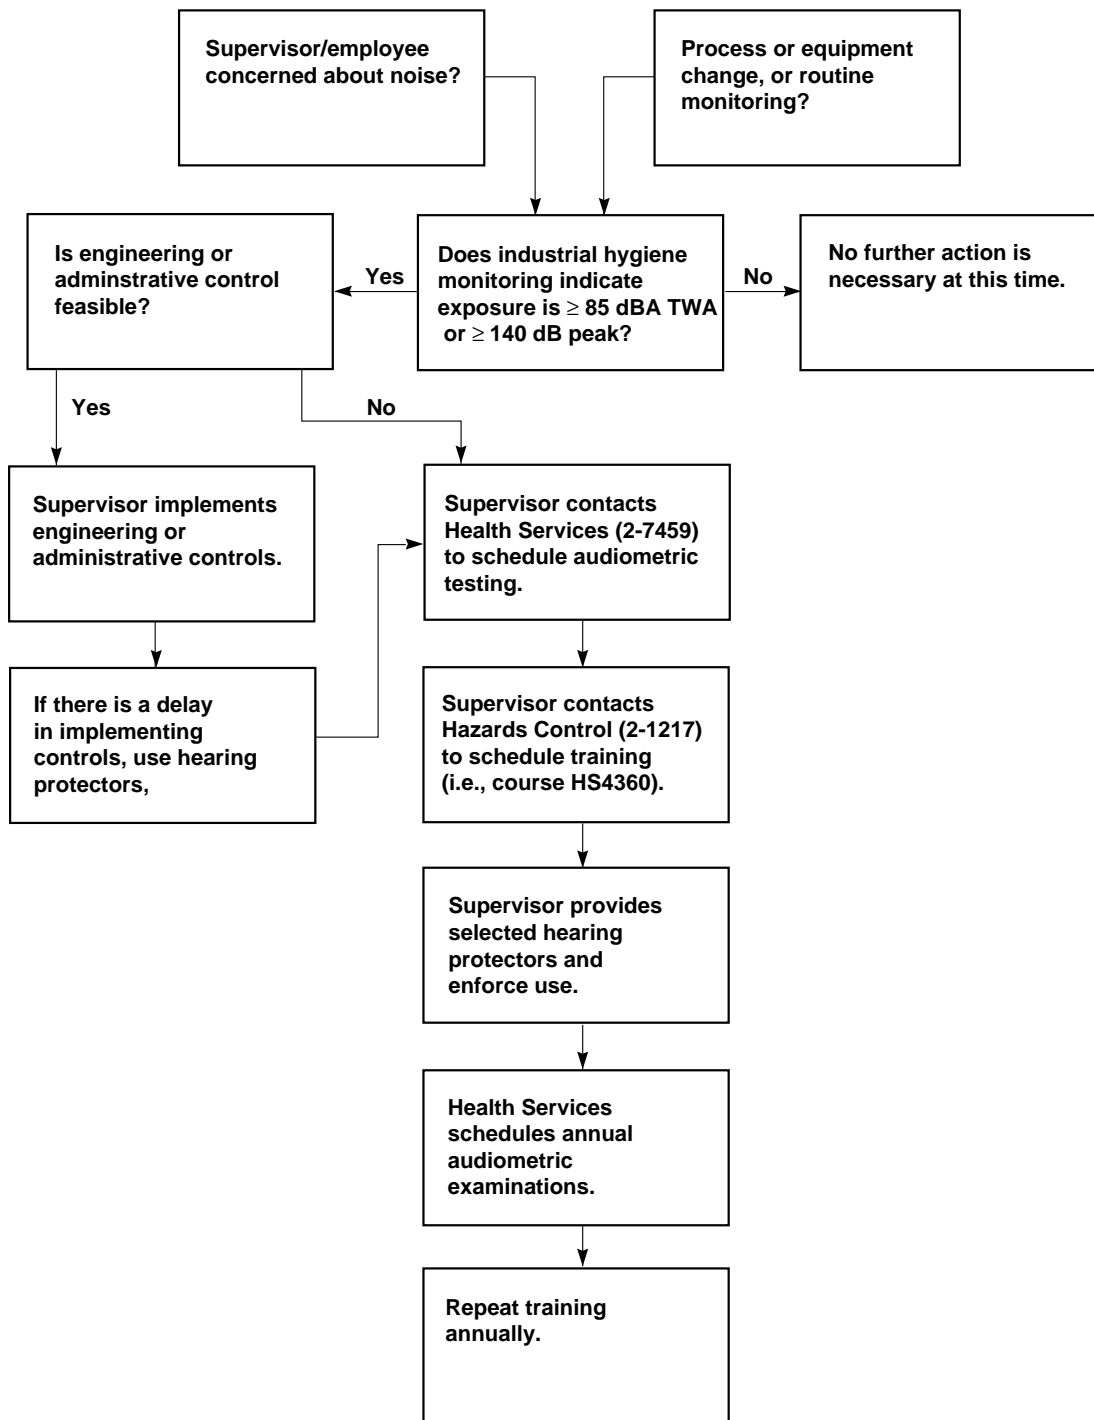 Supervisor/employee
concerned about noise?
Process or equipment
change, or routine
monitoring?
Is engineering or
adminstrative control
feasible?
Yes
Does industrial hygiene
monitoring indicate
exposure is ≥ 85 dBA TWA
or ≥ 140 dB peak?
No
No further action is
necessary at this time.
Yes
No
Supervisor implements
engineering or
administrative controls.
Supervisor contacts
Health Services (2-7459)
to schedule audiometric
testing.
If there is a delay
in implementing
controls, use hearing
protectors,
Supervisor contacts
Hazards Control (2-1217)
to schedule training
(i.e., course HS4360).
Supervisor provides
selected hearing
protectors and
enforce use.
Health Services
schedules annual
audiometric
examinations.
Repeat training
annually.